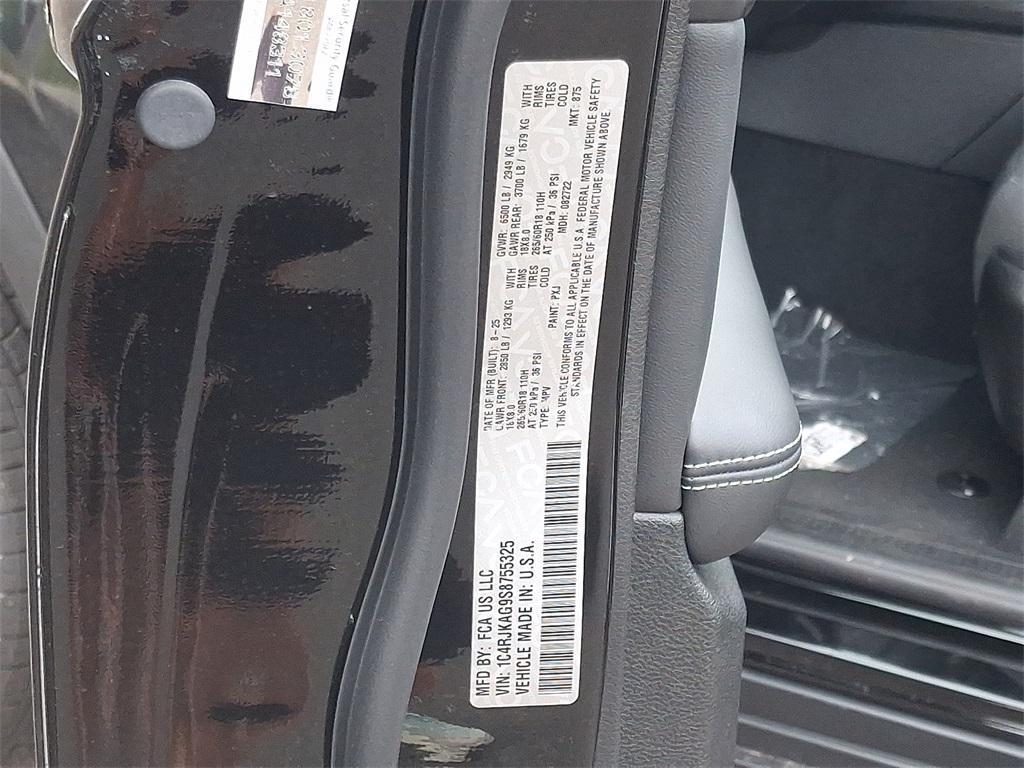 MFD BY: FCA US LLC
VIN: 1C4RJKAG9S8755325
VEHICLE MADE IN: U.S.A.
DATE OF MFR (BUILT): 8-25 GVWR: 6500 LB / 2949 KG
GAWR FRONT: 2850 LB / 1293 KG WITH GAWR REAR: 3700 LB / 1679 KG WITH
18X8.0 RIMS 18X8.0 RIMS
265/60R18 110H TIRES 265/60R18 110H TIRES
AT 250 kPa / 36 PSI COLD AT 250 kPa / 36 PSI COLD
TYPE: MPV PAINT: PXJ MDH: 082722 MKT: 875
THIS VEHICLE CONFORMS TO ALL APPLICABLE U.S.A. FEDERAL MOTOR VEHICLE SAFETY
STANDARDS IN EFFECT ON THE DATE OF MANUFACTURE SHOWN ABOVE.